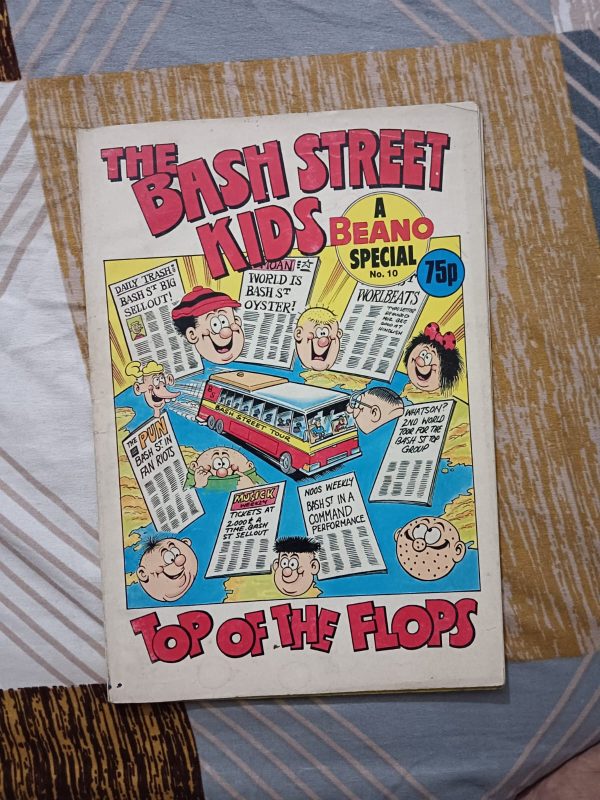 THE
BASH STREET
KIDS
A
BEANO
SPECIAL
No. 10
75p
DAILY TRASH
BASH ST BIG
SELLOUT!
WORLD IS
BASH ST
OYSTER!
WORLBEATS
WHATSON?
2ND WORLD
TOUR FOR THE
BASH ST TOP
GROUP
BASH STREET TOUR
THE PUN
BASH ST IN
FAN RIOTS
MUSICK
WEEKLY
TICKETS AT
2,000 £ A
TIME. BASH
ST SELLOUT
NOOS WEEKLY
BASH ST IN A
COMMAND
PERFORMANCE
TOP OF THE FLOPS